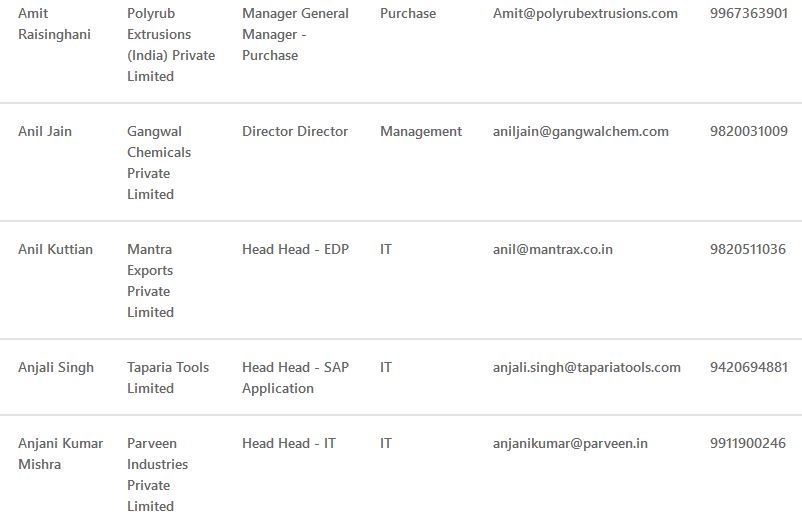 Amit Polyrub Manager General Purchase Amit@polyrubextrusions.com 9967363901
Raisinghani Extrusions Manager -
(India) Private Purchase
Limited
Anil Jain Gangwal Director Director Management aniljain@gangwalchem.com 9820031009
Chemicals
Private
Limited
Anil Kuttian Mantra Head Head - EDP IT anil@mantrax.co.in 9820511036
Exports
Private
Limited
Anjali Singh Taparia Tools Head Head - SAP IT anjali.singh@tapariatools.com 9420694881
Limited Application
Anjani Kumar Parveen Head Head - IT IT anjanikumar@parveen.in 9911900246
Mishra Industries
Private
Limited